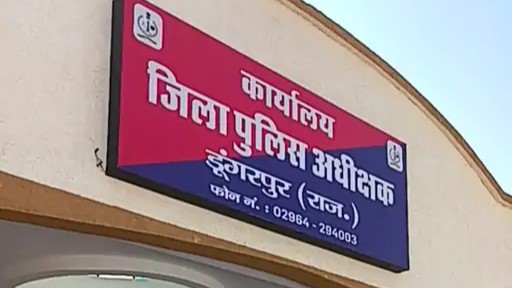 कार्यालय
जिला पुलिस अधीक्षक
डूंगरपुर (राज.)
फोन नं. : 02964 - 294003